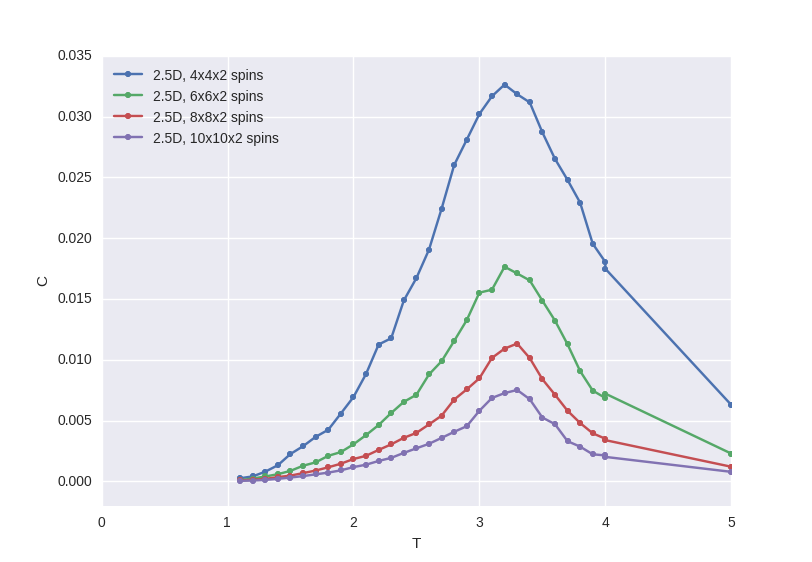 0.035
0.030
0.025
0.020
0.015
0.010
0.005
0.000
C
2.5D, 4x4x2 spins
2.5D, 6x6x2 spins
2.5D, 8x8x2 spins
2.5D, 10x10x2 spins
0 1 2 3 4 5
T